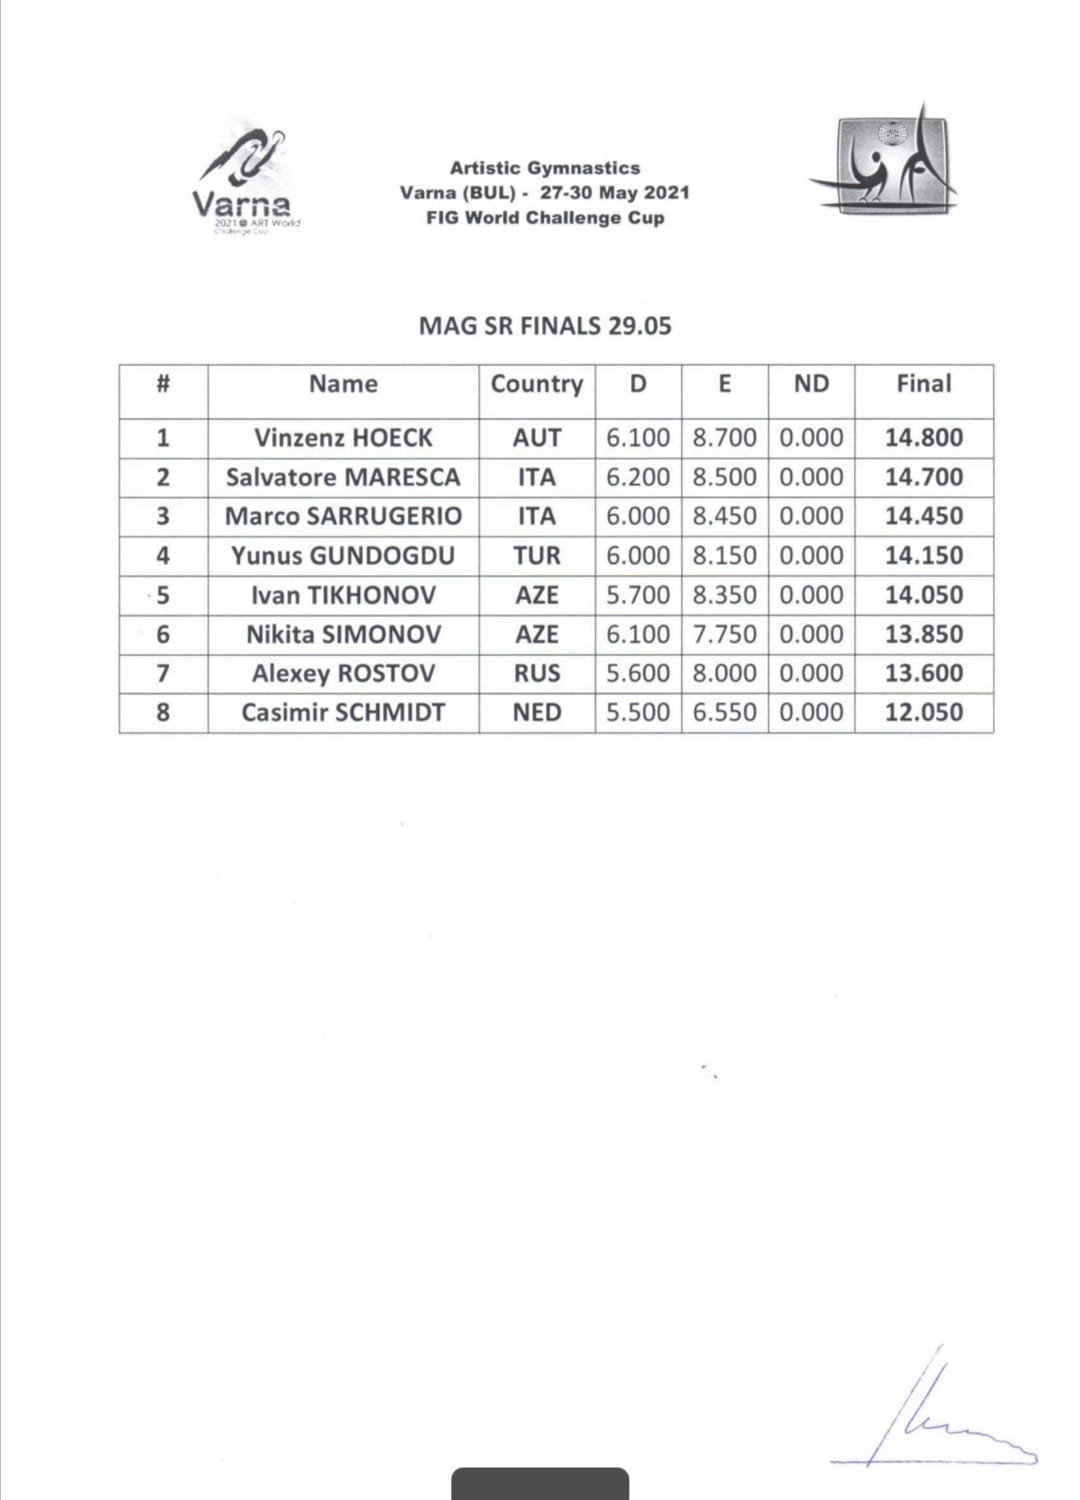 Varna
2021 @ ART World
Challenge Cup
Artistic Gymnastics
Varna (BUL) - 27-30 May 2021
FIG World Challenge Cup
MAG SR FINALS 29.05
# Name Country D E ND Final
1 Vinzenz HOECK AUT 6.100 8.700 0.000 14.800
2 Salvatore MARESCA ITA 6.200 8.500 0.000 14.700
3 Marco SARRUGERIO ITA 6.000 8.450 0.000 14.450
4 Yunus GUNDOGDU TUR 6.000 8.150 0.000 14.150
5 Ivan TIKHONOV AZE 5.700 8.350 0.000 14.050
6 Nikita SIMONOV AZE 6.100 7.750 0.000 13.850
7 Alexey ROSTOV RUS 5.600 8.000 0.000 13.600
8 Casimir SCHMIDT NED 5.500 6.550 0.000 12.050